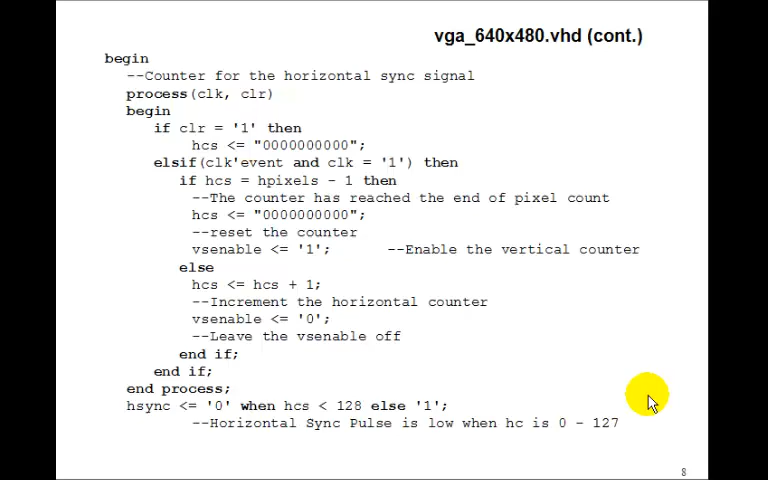 vga_640x480.vhd (cont.)
begin
--Counter for the horizontal sync signal
process(clk, clr)
begin
if clr = '1' then
hcs <= "0000000000";
elsif(clk'event and clk = '1') then
if hcs = hpixels - 1 then
--The counter has reached the end of pixel count
hcs <= "0000000000";
--reset the counter
vsenable <= '1'; --Enable the vertical counter
else
hcs <= hcs + 1;
--Increment the horizontal counter
vsenable <= '0';
--Leave the vsenable off
end if;
end if;
end process;
hsync <= '0' when hcs < 128 else '1';
--Horizontal Sync Pulse is low when hc is 0 - 127
8